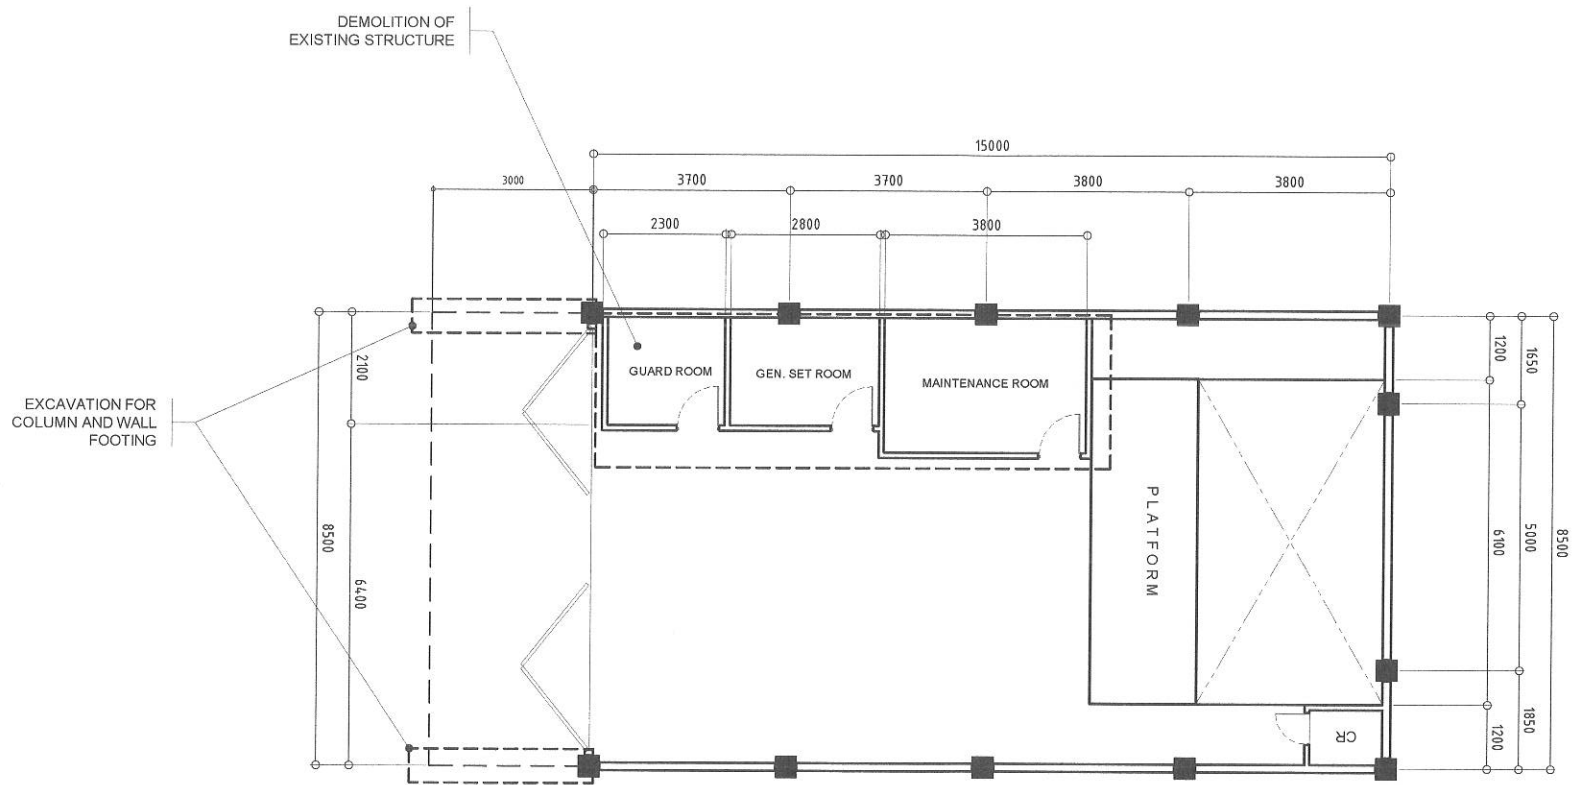 DEMOLITION OF
EXISTING STRUCTURE
15000
3000
3700
3700
3800
3800
2300
2800
3800
GUARD ROOM
GEN. SET ROOM
MAINTENANCE ROOM
2100
1200
1650
EXCAVATION FOR
COLUMN AND WALL
FOOTING
8500
6400
PLATFORM
6100
5000
8500
CR
1200
1850